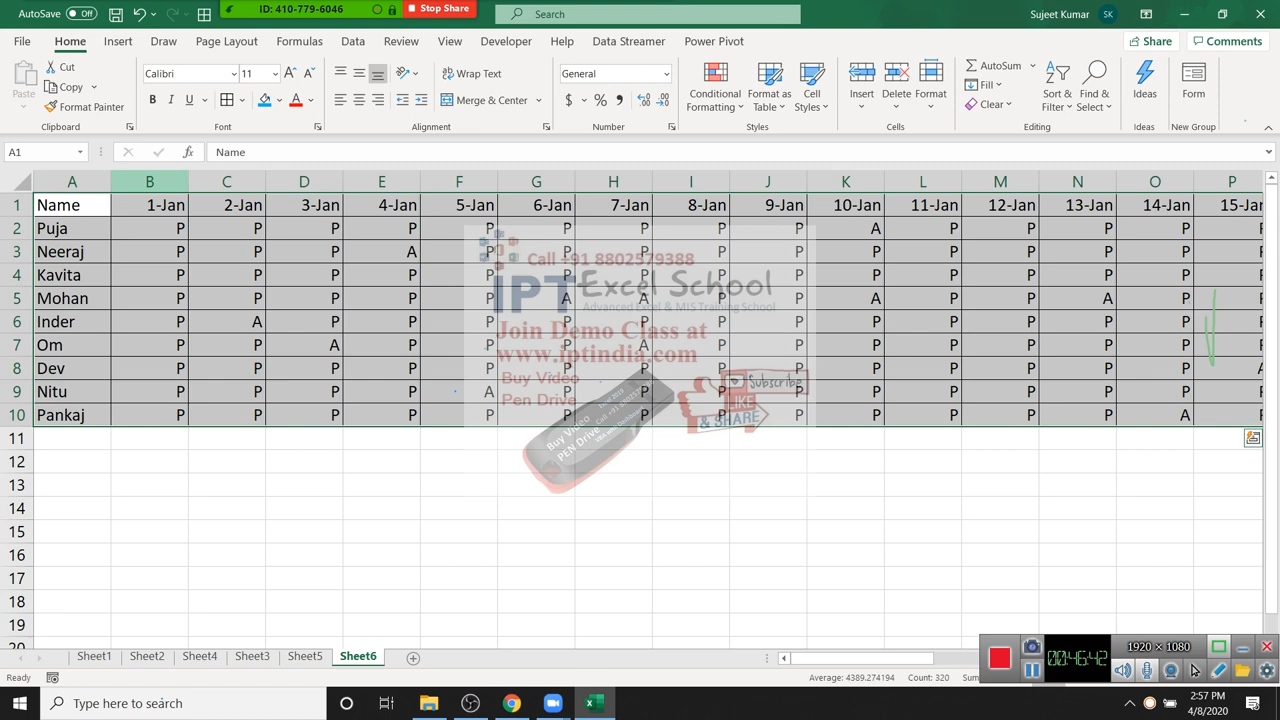 AutoSave Off ID: 410-779-6046 Stop Share Search Sujeet Kumar SK
File Home Insert Draw Page Layout Formulas Data Review View Developer Help Data Streamer Power Pivot Share Comments
Cut
Copy
Format Painter
Paste
Clipboard
Calibri 11
B I U
Font
Wrap Text
Merge & Center
Alignment
General
$ % ,
Number
Conditional Formatting
Format as Table
Cell Styles
Styles
Insert Delete Format
Cells
AutoSum
Fill
Clear
Sort & Filter
Find & Select
Editing
Ideas
Ideas
Form
New Group
A1 fx Name
A B C D E F G H I J K L M N O P
1 Name 1-Jan 2-Jan 3-Jan 4-Jan 5-Jan 6-Jan 7-Jan 8-Jan 9-Jan 10-Jan 11-Jan 12-Jan 13-Jan 14-Jan 15-Jan
2 Puja P P P P P P P P P A P P P P P
3 Neeraj P P P A P P P P P P P P P P P
4 Kavita P P P P P P P P P P P P P P P
5 Mohan P P P P P A A P P A P P A P P
6 Inder P A P P P P P P P P P P P P P
7 Om P P A P P P A P P P P P P P P
8 Dev P P P P P P P P P P P P P P A
9 Nitu P P P P A P P P P P P P P P P
10 Pankaj P P P P P P P P P P P P P A P
11
12
13
14
15
16
17
18
19
20
Call +91 8802579388
IPT Excel School
Advanced Excel & MIS Training School
Join Demo Class at
www.iptindia.com
Buy Video
Pen Drive
Buy Video
PEN Drive
Subscribe
LIKE
& SHARE
Sheet1 Sheet2 Sheet4 Sheet3 Sheet5 Sheet6
Ready Average: 4389.274194 Count: 320
00:46:42 1920 × 1080
Type here to search
2:57 PM
4/8/2020